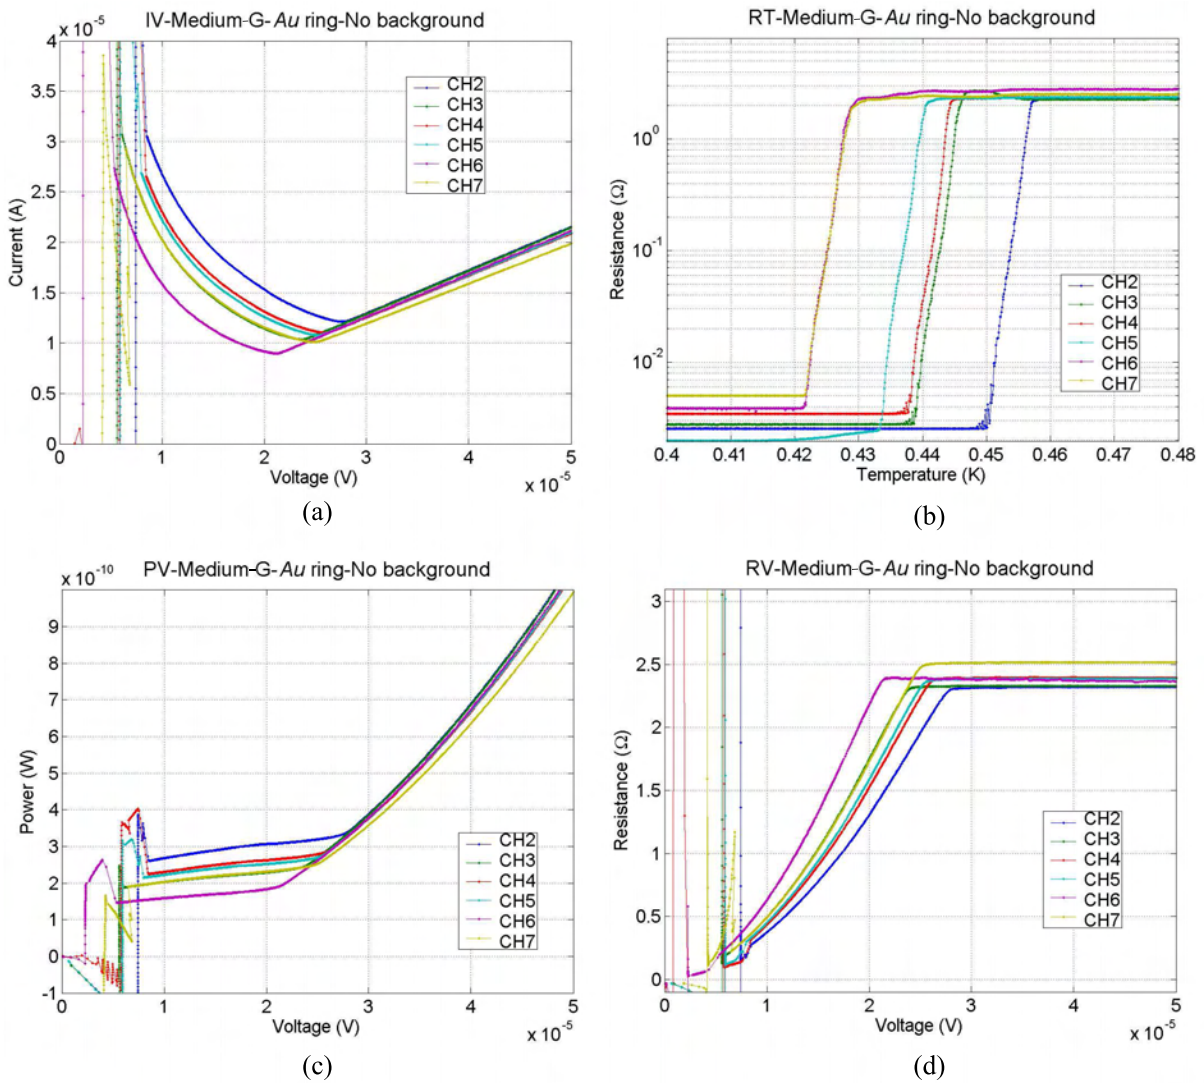 IV-Medium-G-Au ring-No background
x 10⁻⁵
4
3.5
3
2.5
2
1.5
1
0.5
0
Current (A)
CH2
CH3
CH4
CH5
CH6
CH7
0 1 2 3 4 5
Voltage (V)
x 10⁻⁵
(a)
RT-Medium-G-Au ring-No background
10⁰
10⁻¹
10⁻²
Resistance (Ω)
CH2
CH3
CH4
CH5
CH6
CH7
0.4 0.41 0.42 0.43 0.44 0.45 0.46 0.47 0.48
Temperature (K)
(b)
PV-Medium-G-Au ring-No background
x 10⁻¹⁰
9
8
7
6
5
4
3
2
1
0
-1
Power (W)
CH2
CH3
CH4
CH5
CH6
CH7
0 1 2 3 4 5
Voltage (V)
x 10⁻⁵
(c)
RV-Medium-G-Au ring-No background
3
2.5
2
1.5
1
0.5
0
Resistance (Ω)
CH2
CH3
CH4
CH5
CH6
CH7
0 1 2 3 4 5
Voltage (V)
x 10⁻⁵
(d)